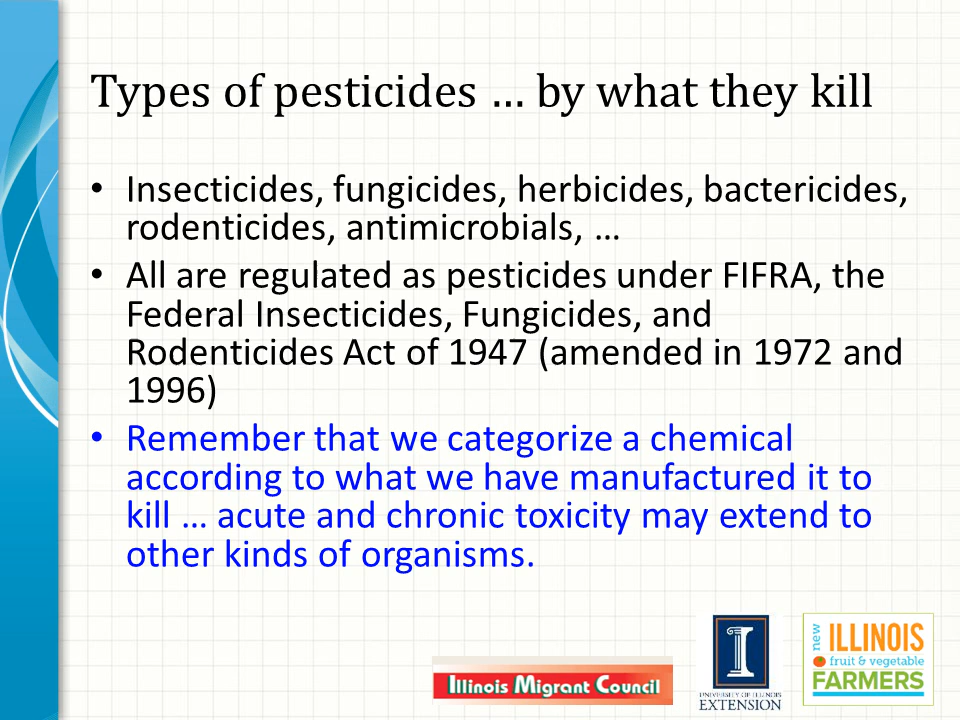 Types of pesticides … by what they kill
• Insecticides, fungicides, herbicides, bactericides,
rodenticides, antimicrobials, …
• All are regulated as pesticides under FIFRA, the
Federal Insecticides, Fungicides, and
Rodenticides Act of 1947 (amended in 1972 and
1996)
• Remember that we categorize a chemical
according to what we have manufactured it to
kill … acute and chronic toxicity may extend to
other kinds of organisms.
Illinois Migrant Council
I
UNIVERSITY OF ILLINOIS
EXTENSION
new
ILLINOIS
fruit & vegetable
FARMERS